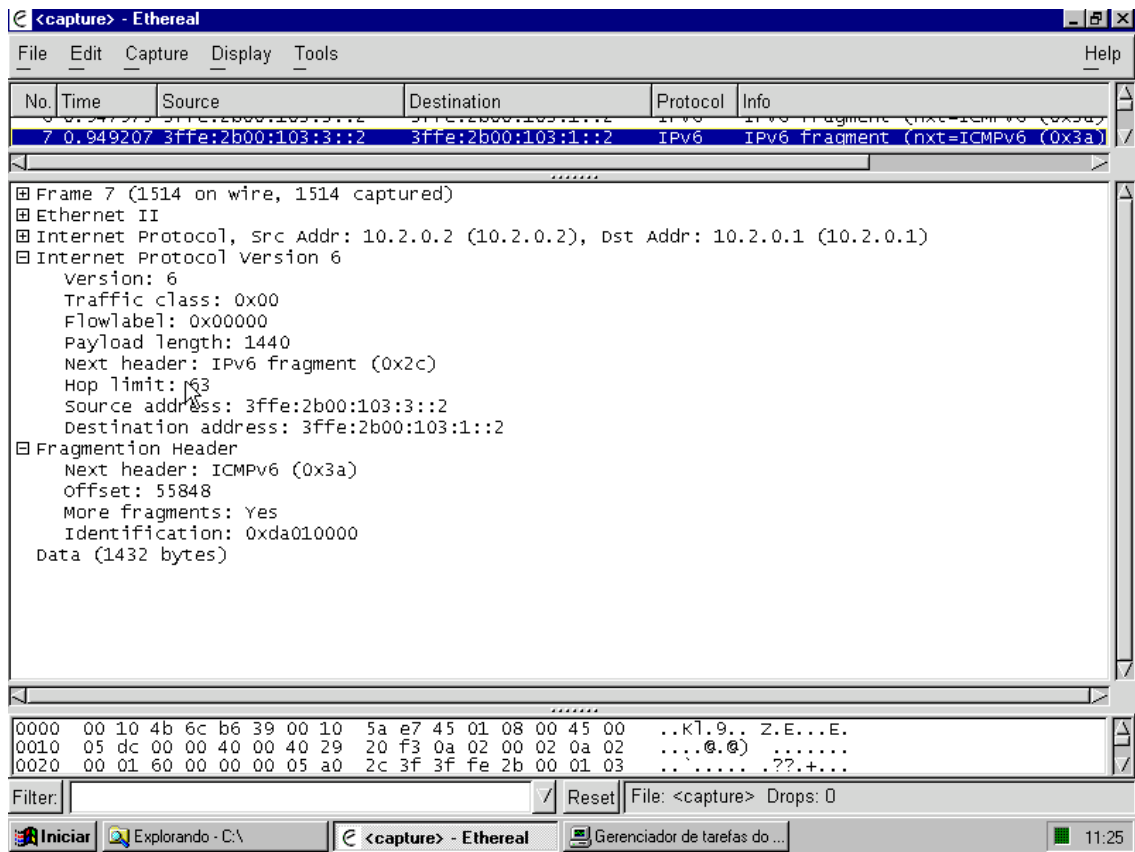 <capture> - Ethereal
File Edit Capture Display Tools Help
No. Time Source Destination Protocol Info
7 0.949207 3ffe:2b00:103:3::2 3ffe:2b00:103:1::2 IPv6 IPv6 fragment (nxt=ICMPv6 (0x3a)
Frame 7 (1514 on wire, 1514 captured)
Ethernet II
Internet Protocol, Src Addr: 10.2.0.2 (10.2.0.2), Dst Addr: 10.2.0.1 (10.2.0.1)
Internet Protocol Version 6
Version: 6
Traffic class: 0x00
Flowlabel: 0x00000
Payload length: 1440
Next header: IPv6 fragment (0x2c)
Hop limit: 63
Source address: 3ffe:2b00:103:3::2
Destination address: 3ffe:2b00:103:1::2
Fragmention Header
Next header: ICMPv6 (0x3a)
Offset: 55848
More fragments: Yes
Identification: 0xda010000
Data (1432 bytes)
0000 00 10 4b 6c b6 39 00 10 5a e7 45 01 08 00 45 00 ..Kl.9.. Z.E...E.
0010 05 dc 00 00 40 00 40 29 20 f3 0a 02 00 02 0a 02 ....@.@) .......
0020 00 01 60 00 00 00 05 a0 2c 3f 3f fe 2b 00 01 03 ..`..... .??.+...
Filter: Reset File: <capture> Drops: 0
Iniciar Explorando - C:\ <capture> - Ethereal Gerenciador de tarefas do ... 11:25